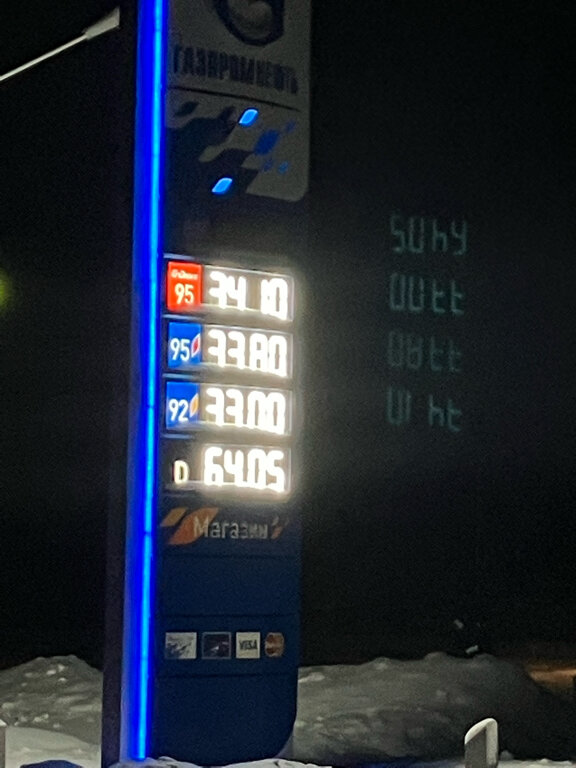 ГАЗПРОМНЕФТЬ
95 34.10
95 33.80
92 33.00
D 64.05
Магазин
VISA